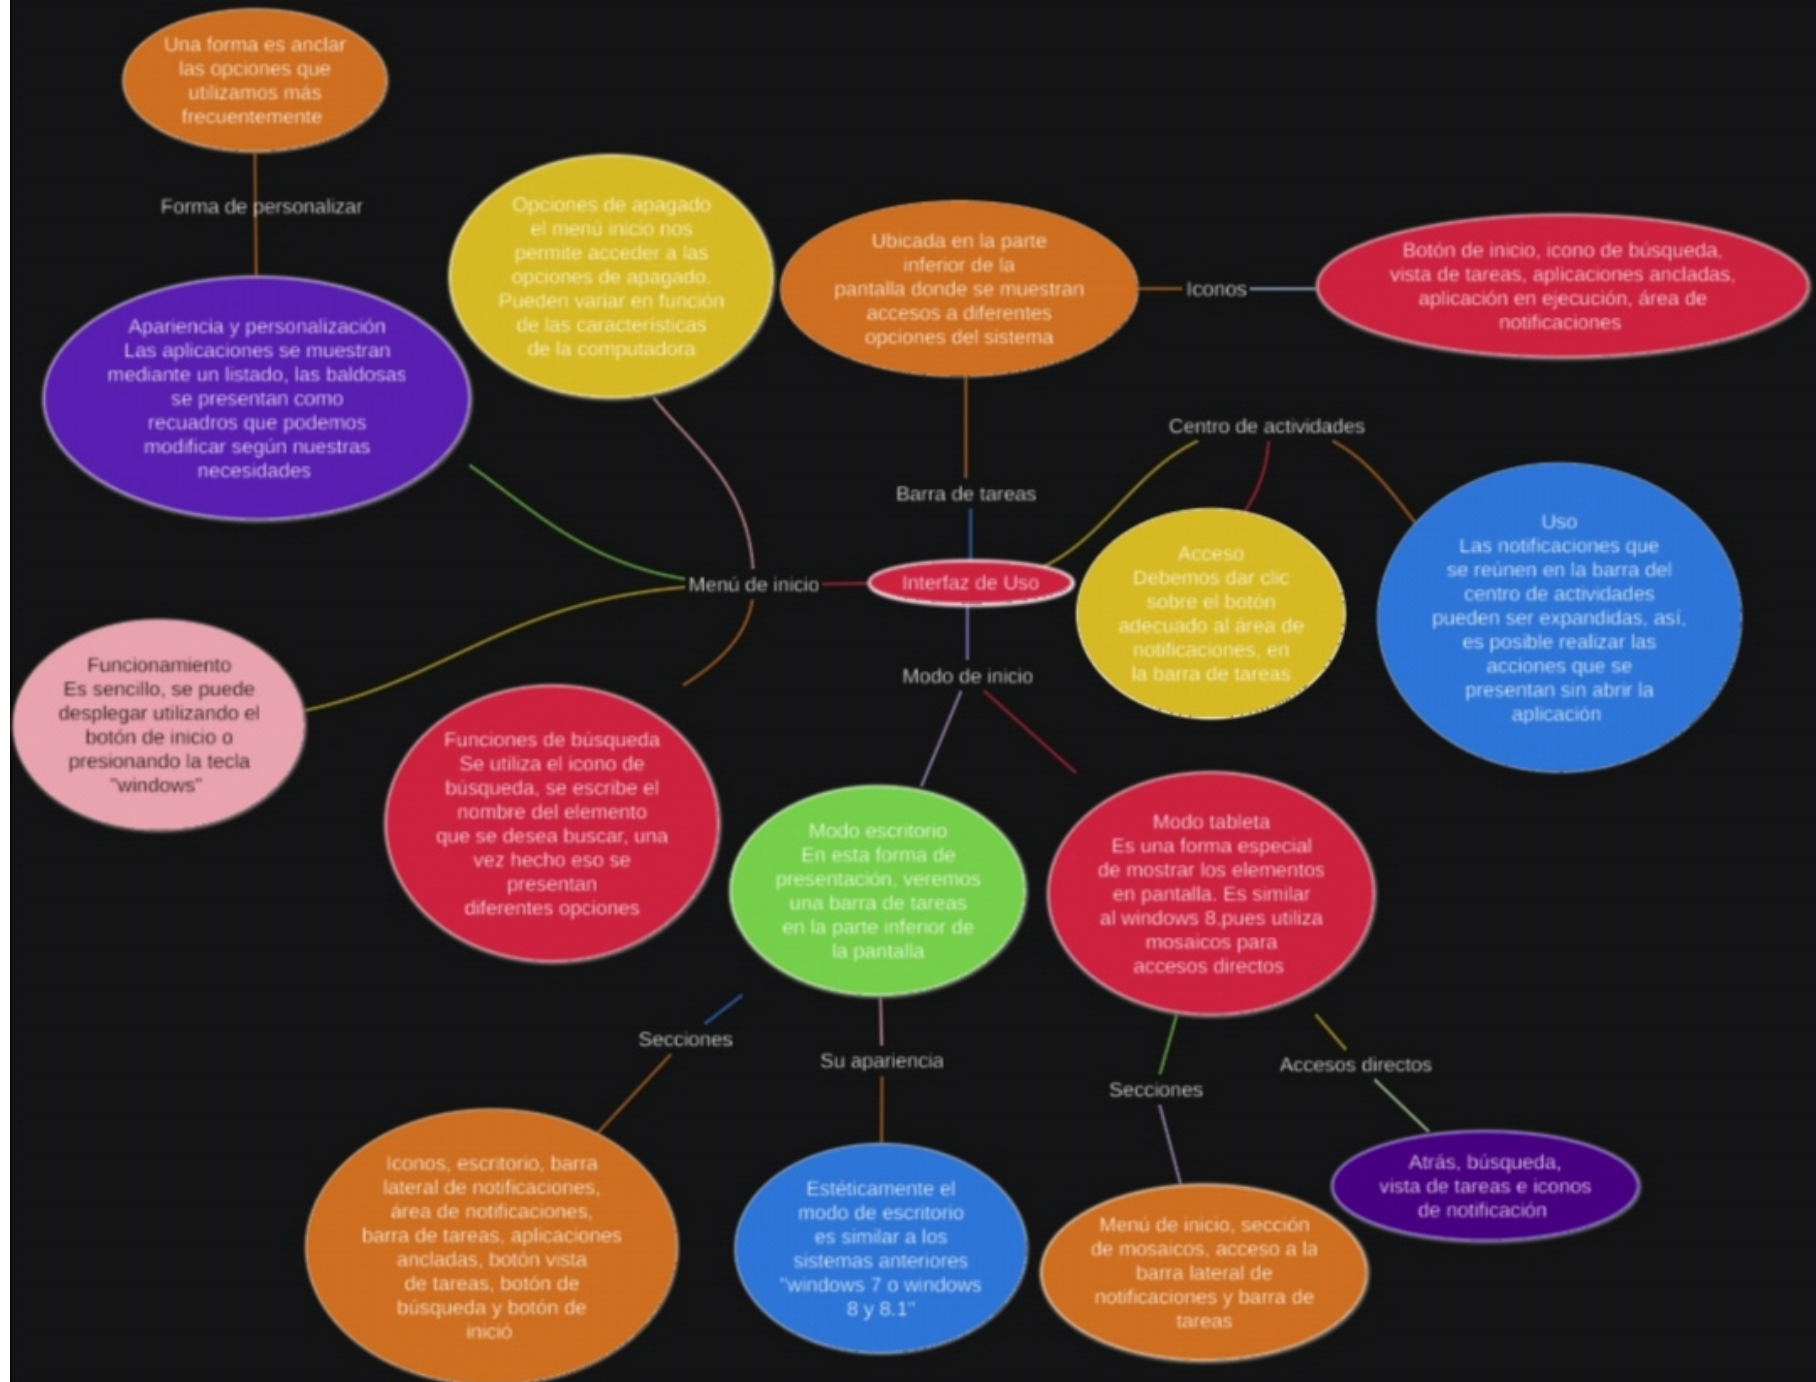 Una forma es anclar
las opciones que
utilizamos más
frecuentemente
Forma de personalizar
Apariencia y personalización
Las aplicaciones se muestran
mediante un listado, las baldosas
se presentan como
recuadros que podemos
modificar según nuestras
necesidades
Opciones de apagado
el menú inicio nos
permite acceder a las
opciones de apagado.
Pueden variar en función
de las características
de la computadora
Ubicada en la parte
inferior de la
pantalla donde se muestran
accesos a diferentes
opciones del sistema
Iconos
Botón de inicio, icono de búsqueda,
vista de tareas, aplicaciones ancladas,
aplicación en ejecución, área de
notificaciones
Centro de actividades
Barra de tareas
Acceso
Debemos dar clic
sobre el botón
adecuado al área de
notificaciones, en
la barra de tareas
Uso
Las notificaciones que
se reúnen en la barra del
centro de actividades
pueden ser expandidas, así,
es posible realizar las
acciones que se
presentan sin abrir la
aplicación
Menú de inicio
Interfaz de Uso
Modo de inicio
Funcionamiento
Es sencillo, se puede
desplegar utilizando el
botón de inicio o
presionando la tecla
"windows"
Funciones de búsqueda
Se utiliza el icono de
búsqueda, se escribe el
nombre del elemento
que se desea buscar, una
vez hecho eso se
presentan
diferentes opciones
Modo escritorio
En esta forma de
presentación, veremos
una barra de tareas
en la parte inferior de
la pantalla
Modo tableta
Es una forma especial
de mostrar los elementos
en pantalla. Es similar
al windows 8,pues utiliza
mosaicos para
accesos directos
Secciones
Su apariencia
Secciones
Accesos directos
Iconos, escritorio, barra
lateral de notificaciones,
área de notificaciones,
barra de tareas, aplicaciones
ancladas, botón vista
de tareas, botón de
búsqueda y botón de
inició
Estéticamente el
modo de escritorio
es similar a los
sistemas anteriores
"windows 7 o windows
8 y 8.1"
Menú de inicio, sección
de mosaicos, acceso a la
barra lateral de
notificaciones y barra de
tareas
Atrás, búsqueda,
vista de tareas e iconos
de notificación